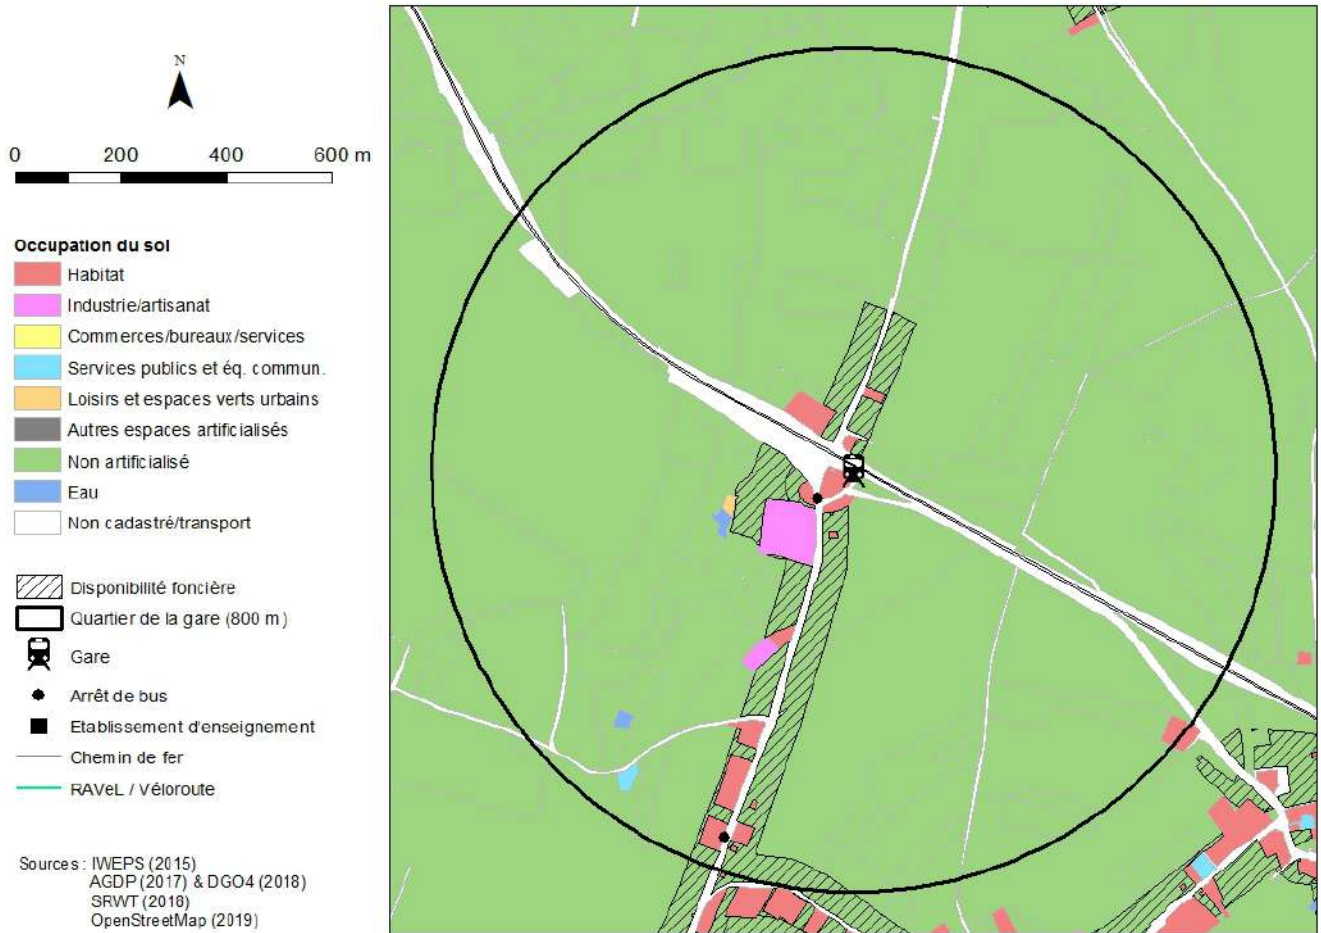 N
0 200 400 600 m
Occupation du sol
Habitat
Industrie/artisanat
Commerces/bureaux/services
Services publics et éq. commun.
Loisirs et espaces verts urbains
Autres espaces artificialisés
Non artificialisé
Eau
Non cadastré/transport
Disponibilité foncière
Quartier de la gare (800 m)
Gare
Arrêt de bus
Etablissement d'enseignement
Chemin de fer
RAVeL / Véloroute
Sources : IWEPS (2015)
AGDP (2017) & DGO4 (2018)
SRWT (2018)
OpenStreetMap (2019)